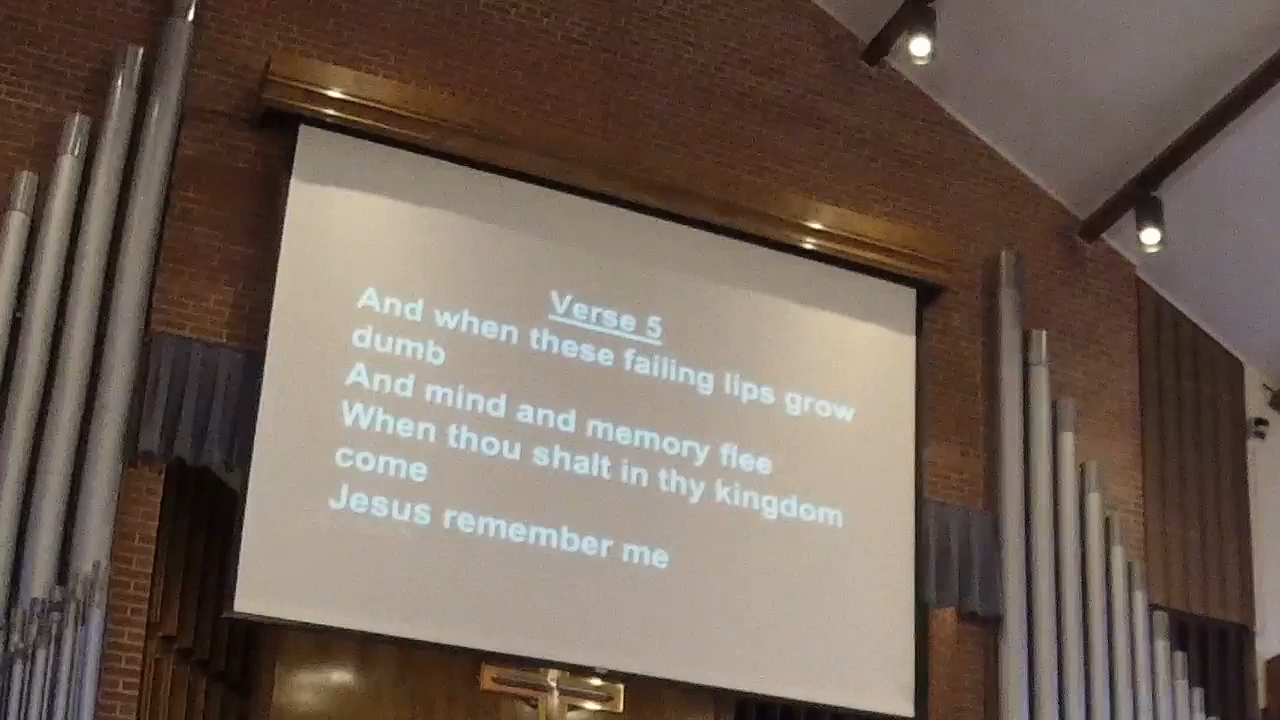 Verse 5
And when these failing lips grow
dumb
And mind and memory flee
When thou shalt in thy kingdom
come
Jesus remember me